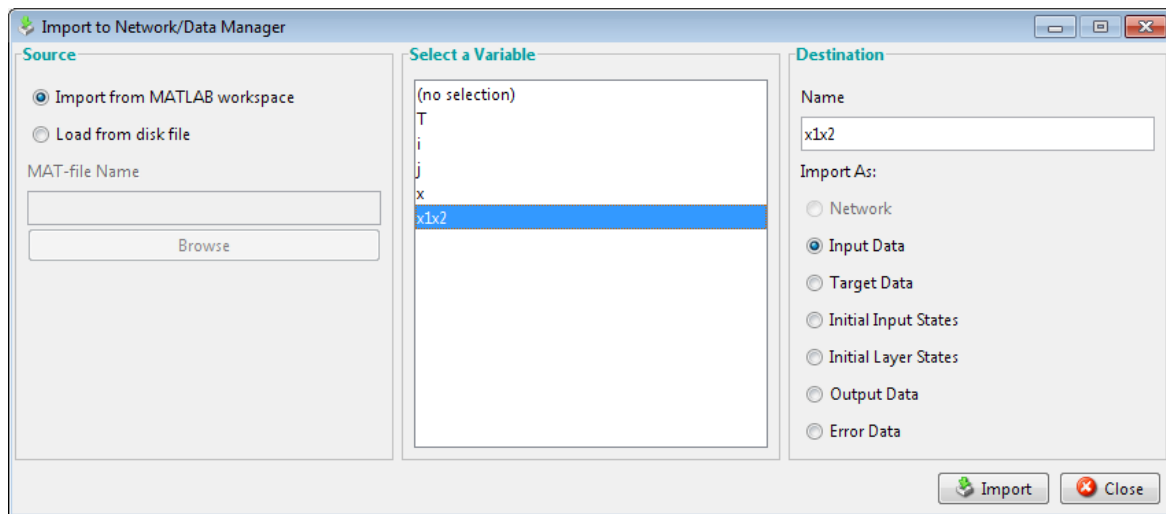 Import to Network/Data Manager
Source
Import from MATLAB workspace
Load from disk file
MAT-file Name
Browse
Select a Variable
(no selection)
T
i
j
x
x1x2
Destination
Name
x1x2
Import As:
Network
Input Data
Target Data
Initial Input States
Initial Layer States
Output Data
Error Data
Import
Close